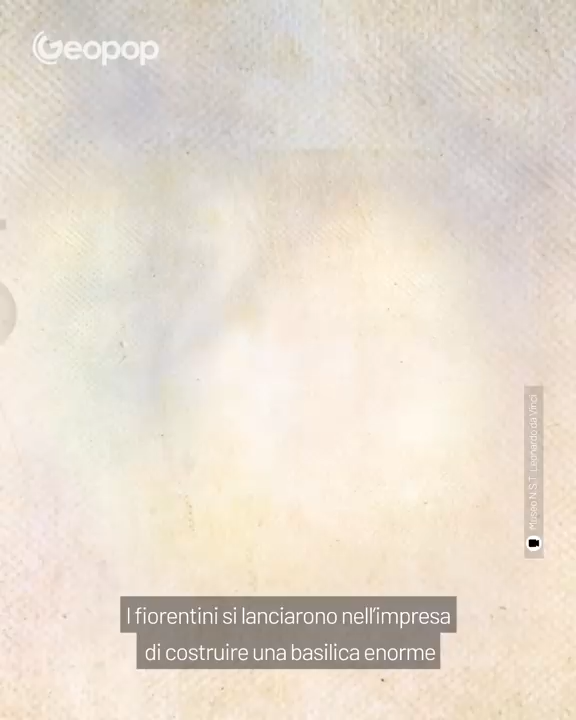 Geopop
Museo N.S.T. Leonardo da Vinci
I fiorentini si lanciarono nell'impresa
di costruire una basilica enorme